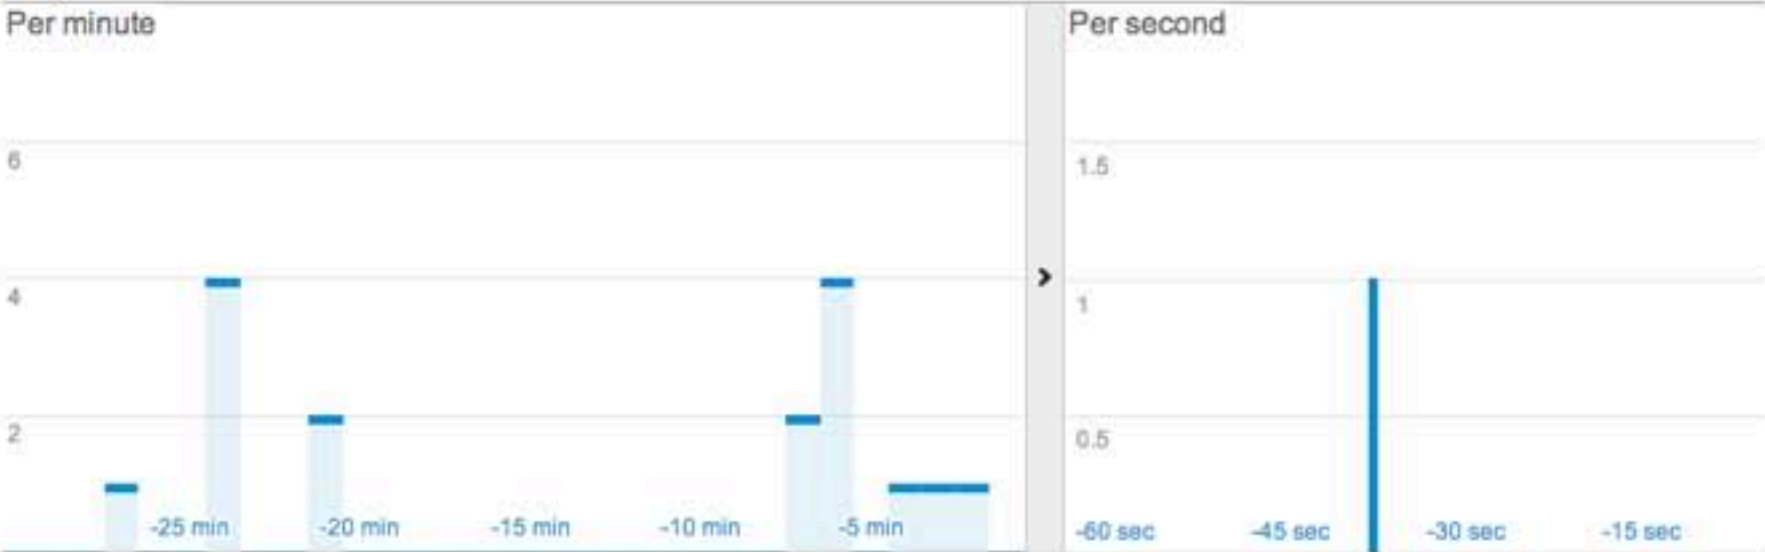 Per minute
6
4
2
-25 min -20 min -15 min -10 min -5 min
Per second
1.5
1
0.5
-60 sec -45 sec -30 sec -15 sec